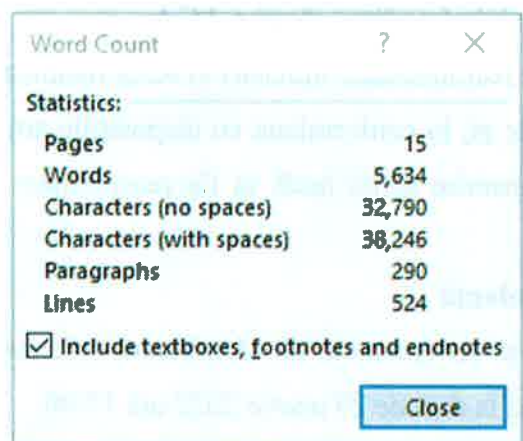 Word Count ? ×
Statistics:
Pages 15
Words 5,634
Characters (no spaces) 32,790
Characters (with spaces) 38,246
Paragraphs 290
Lines 524
Include textboxes, footnotes and endnotes
Close